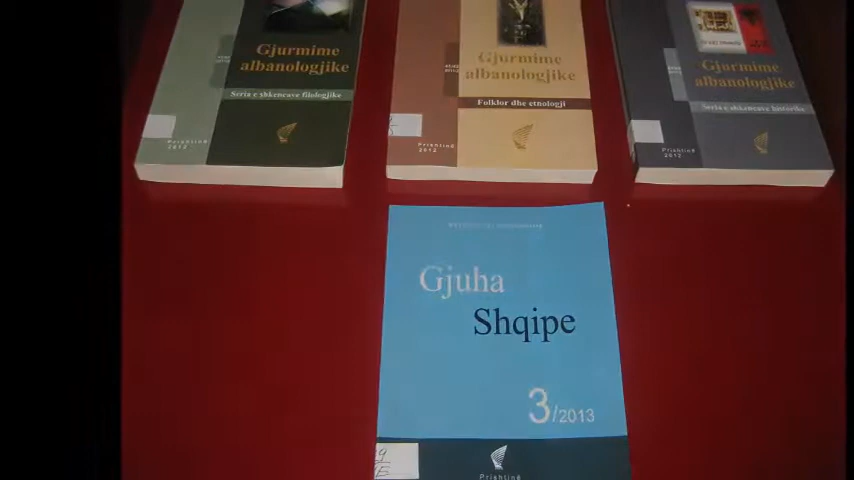 Gjurmime
albanologjike
Seria e shkencave filologjike
Prishtinë
2012
Gjurmime
albanologjike
Folklor dhe etnologji
Prishtinë
2012
Gjurmime
albanologjike
Seria e shkencave historike
Prishtinë
2012
Gjuha
Shqipe
3/2013
Prishtinë